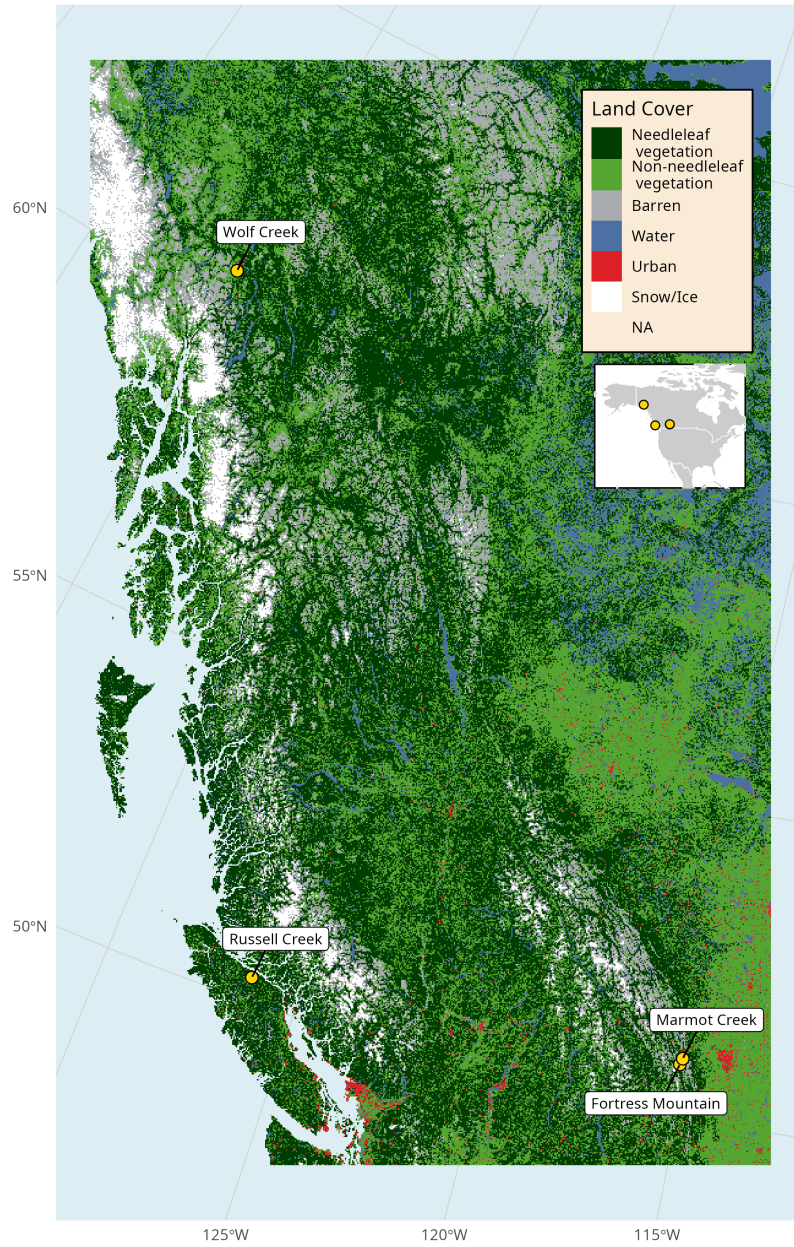 Land Cover
Needleleaf
vegetation
Non-needleleaf
vegetation
Barren
Water
Urban
Snow/Ice
NA
60°N
Wolf Creek
55°N
50°N
Russell Creek
Marmot Creek
Fortress Mountain
125°W
120°W
115°W